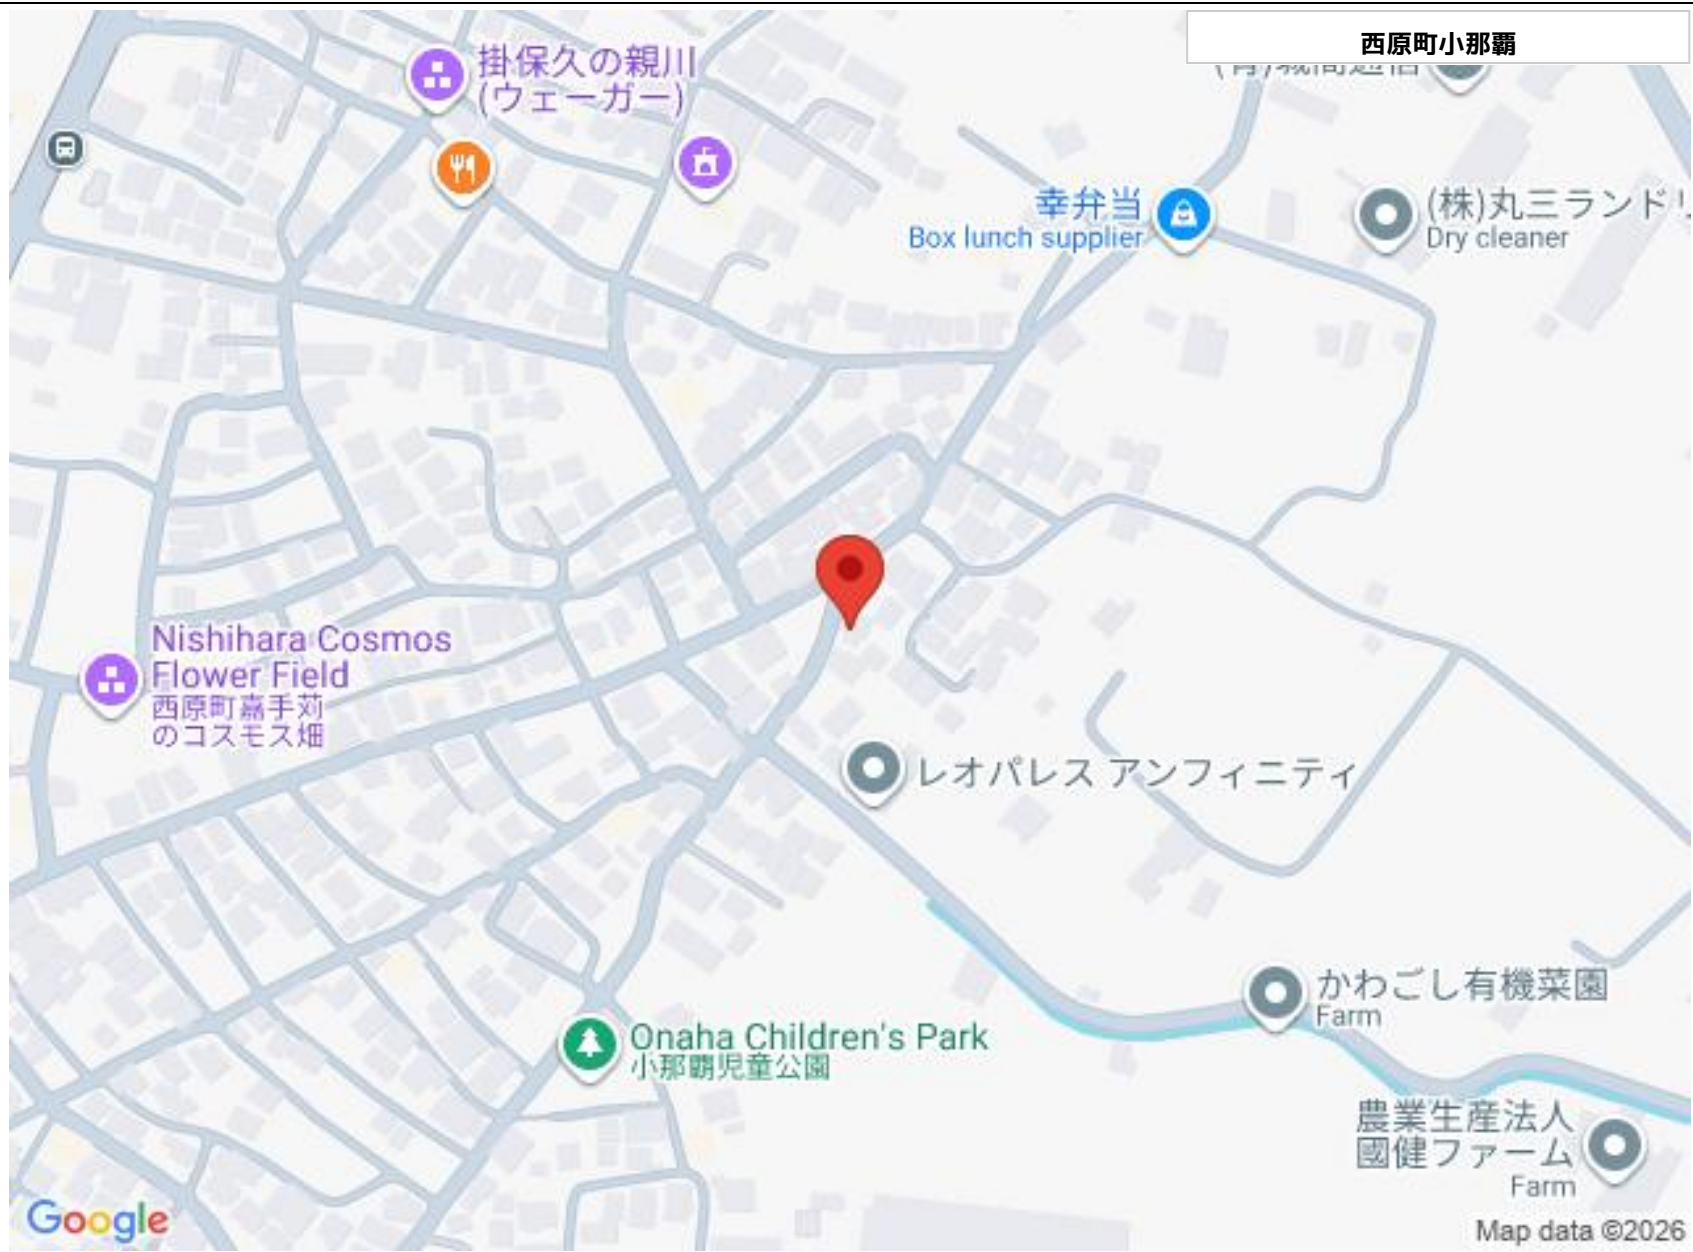 西原町小那覇
掛保久の親川
(ウェーガー)
幸弁当
Box lunch supplier
(株)丸三ランドリ
Dry cleaner
Nishihara Cosmos
Flower Field
西原町嘉手苅
のコスモス畑
レオパレス アンフィニティ
かわごし有機菜園
Farm
Onaha Children's Park
小那覇児童公園
農業生産法人
國健ファーム
Farm
Google
Map data ©2026